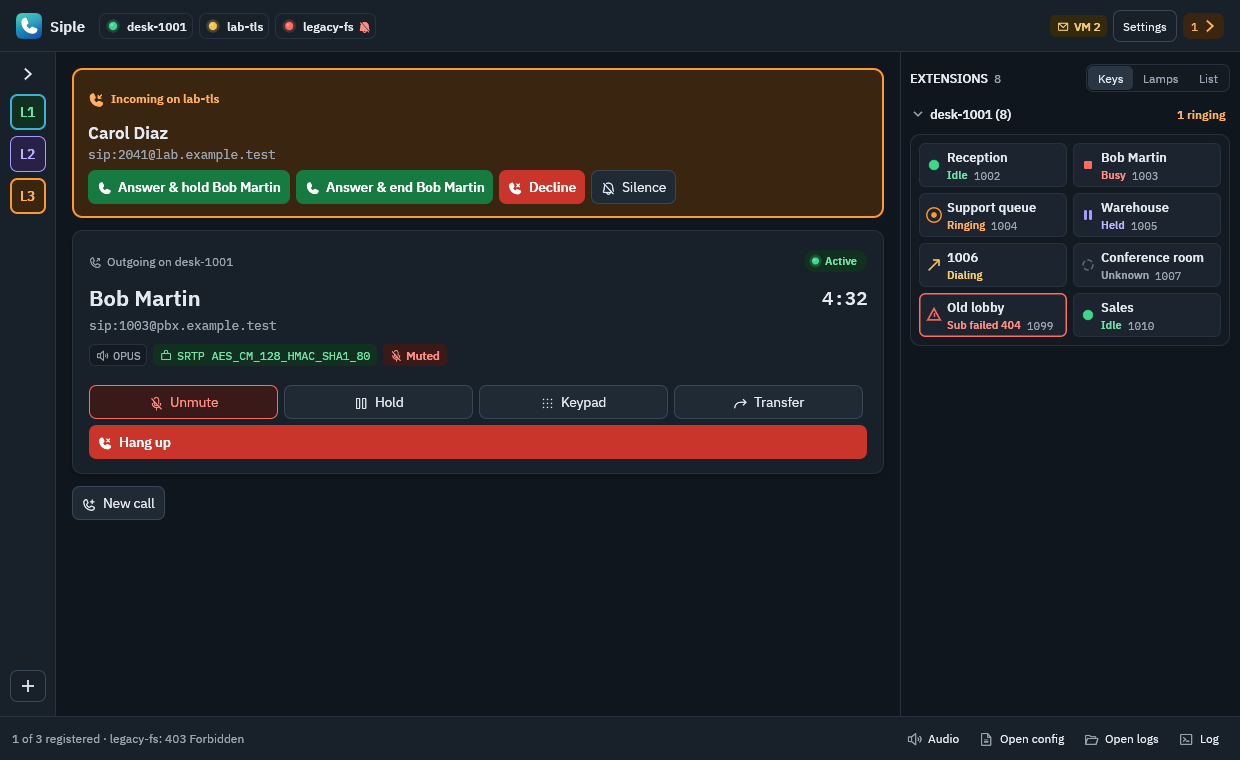 Siple
desk-1001
lab-tls
legacy-fs
VM 2
Settings
1
L1
L2
L3
Incoming on lab-tls
Carol Diaz
sip:2041@lab.example.test
Answer & hold Bob Martin
Answer & end Bob Martin
Decline
Silence
Outgoing on desk-1001
Active
Bob Martin
4:32
sip:1003@pbx.example.test
OPUS
SRTP AES_CM_128_HMAC_SHA1_80
Muted
Unmute
Hold
Keypad
Transfer
Hang up
New call
EXTENSIONS 8
Keys
Lamps
List
desk-1001 (8)
1 ringing
Reception
Idle 1002
Bob Martin
Busy 1003
Support queue
Ringing 1004
Warehouse
Held 1005
1006
Dialing
Conference room
Unknown 1007
Old lobby
Sub failed 404 1099
Sales
Idle 1010
1 of 3 registered · legacy-fs: 403 Forbidden
Audio
Open config
Open logs
Log